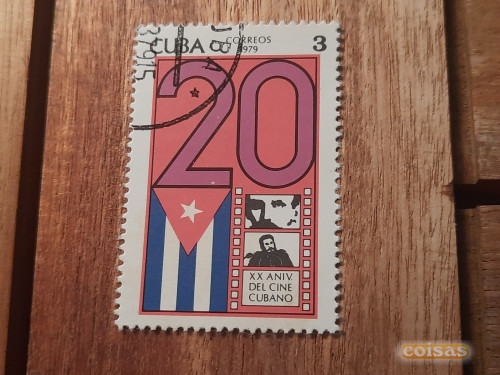 CUBA CORREOS 3
1979
20
XX ANIV.
DEL CINE
CUBANO
coisas